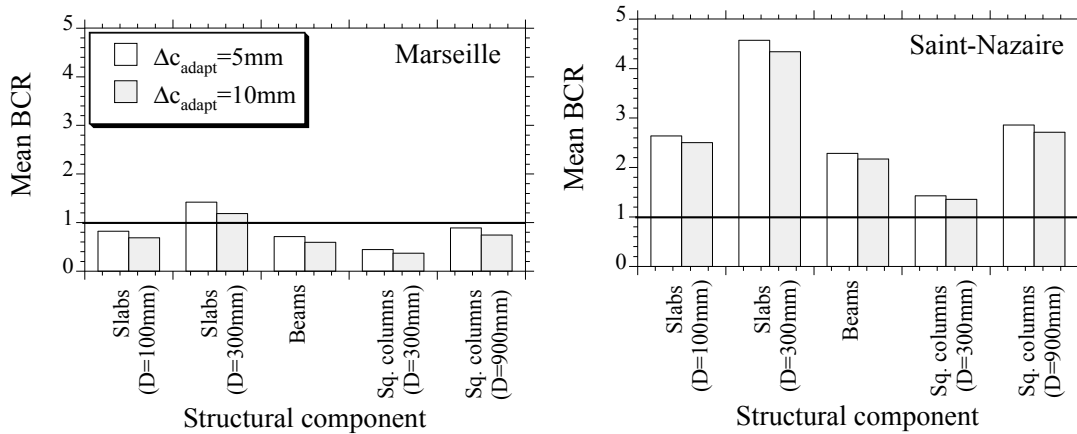 Marseille
Δc_adapt=5mm
Δc_adapt=10mm
Mean BCR
5
4
3
2
1
0
Slabs
(D=100mm)
Slabs
(D=300mm)
Beams
Sq. columns
(D=300mm)
Sq. columns
(D=900mm)
Structural component
Saint-Nazaire
Mean BCR
5
4
3
2
1
0
Slabs
(D=100mm)
Slabs
(D=300mm)
Beams
Sq. columns
(D=300mm)
Sq. columns
(D=900mm)
Structural component